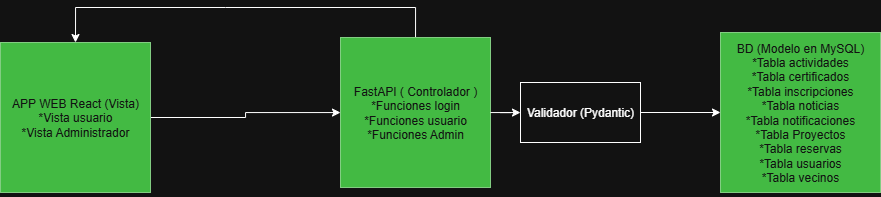 APP WEB React (Vista)
*Vista usuario
*Vista Administrador
FastAPI ( Controlador )
*Funciones login
*Funciones usuario
*Funciones Admin
Validador (Pydantic)
BD (Modelo en MySQL)
*Tabla actividades
*Tabla certificados
*Tabla inscripciones
*Tabla noticias
*Tabla notificaciones
*Tabla Proyectos
*Tabla reservas
*Tabla usuarios
*Tabla vecinos